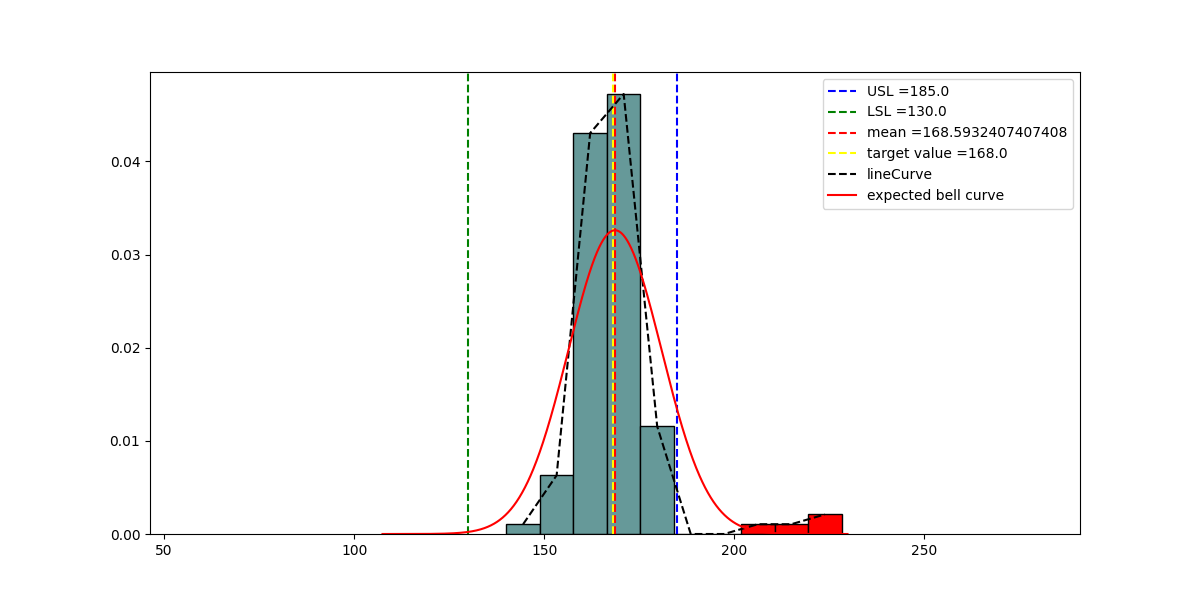 USL =185.0
LSL =130.0
mean =168.5932407407408
target value =168.0
lineCurve
expected bell curve
0.04
0.03
0.02
0.01
0.00
50 100 150 200 250